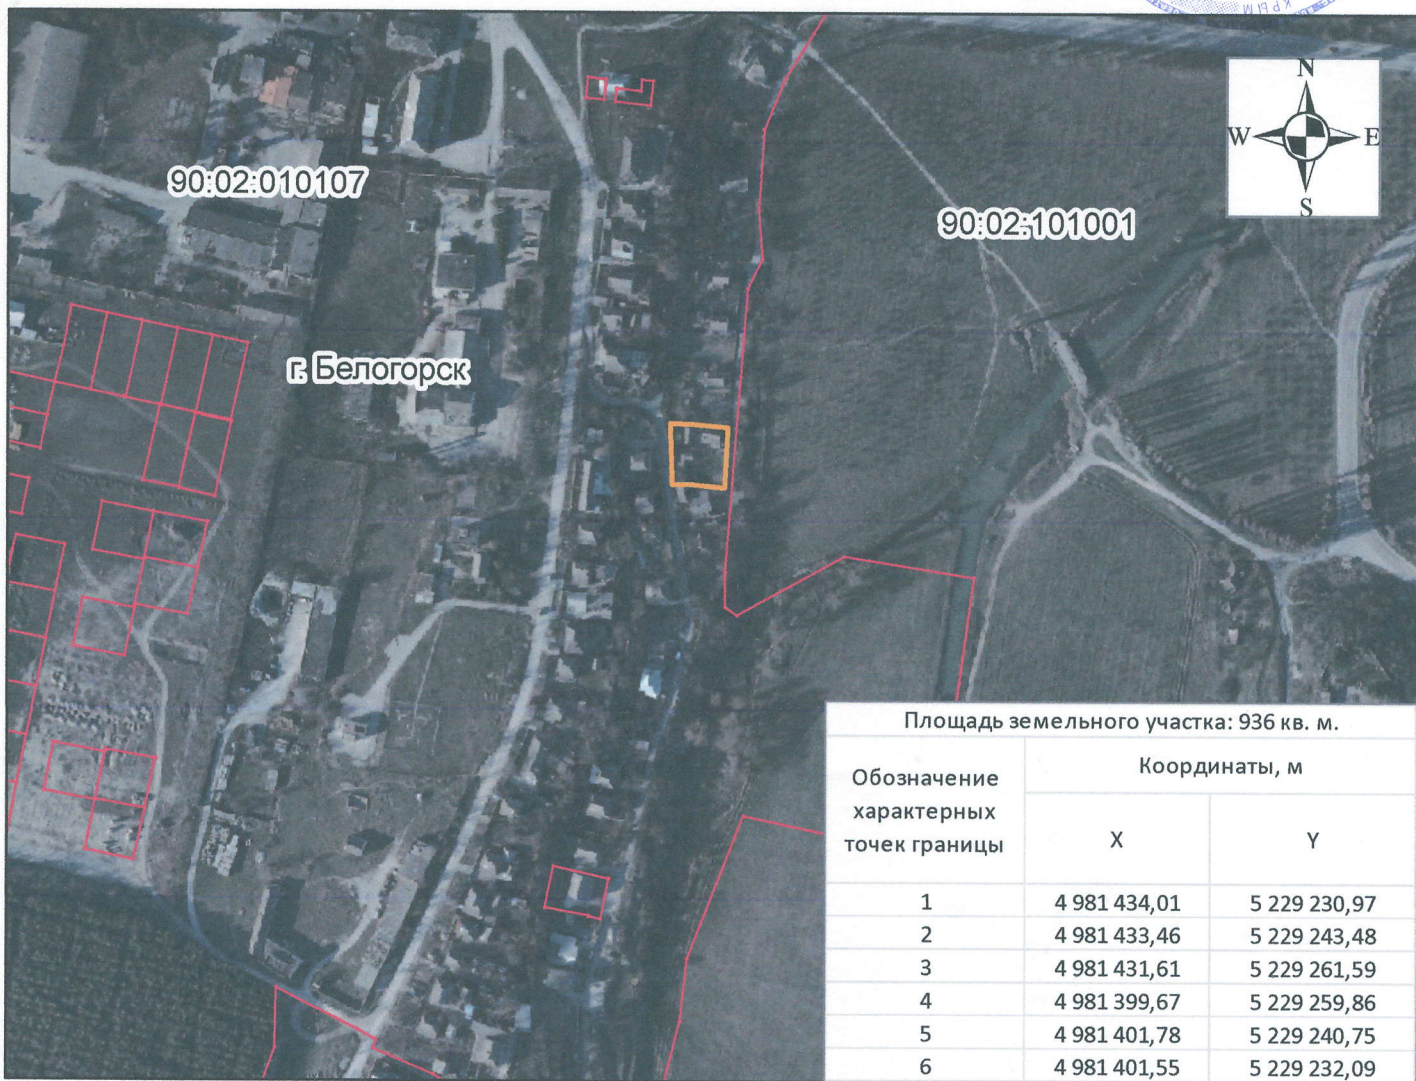 КРЫМ
N
W E
S
90:02:010107
90:02:101001
г. Белогорск
Площадь земельного участка: 936 кв. м.
Обозначение характерных точек границы
Координаты, м
X Y
1 4 981 434,01 5 229 230,97
2 4 981 433,46 5 229 243,48
3 4 981 431,61 5 229 261,59
4 4 981 399,67 5 229 259,86
5 4 981 401,78 5 229 240,75
6 4 981 401,55 5 229 232,09